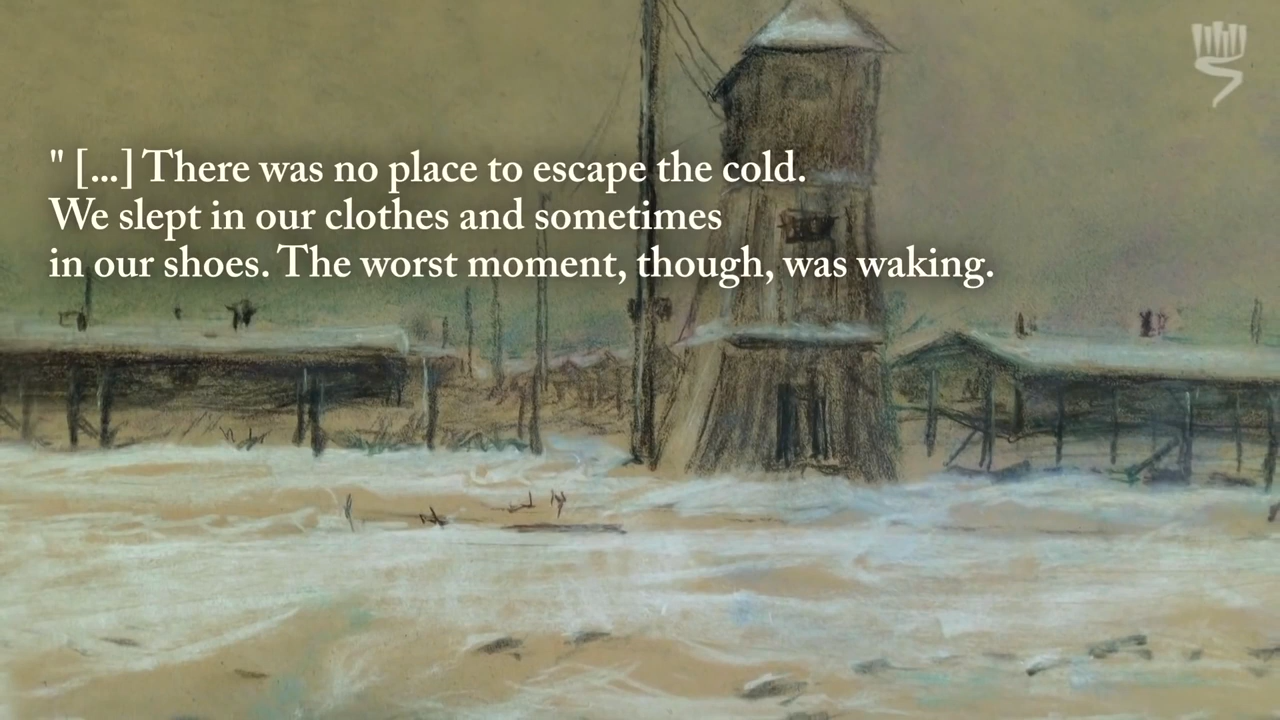 " [...] There was no place to escape the cold.
We slept in our clothes and sometimes
in our shoes. The worst moment, though, was waking.